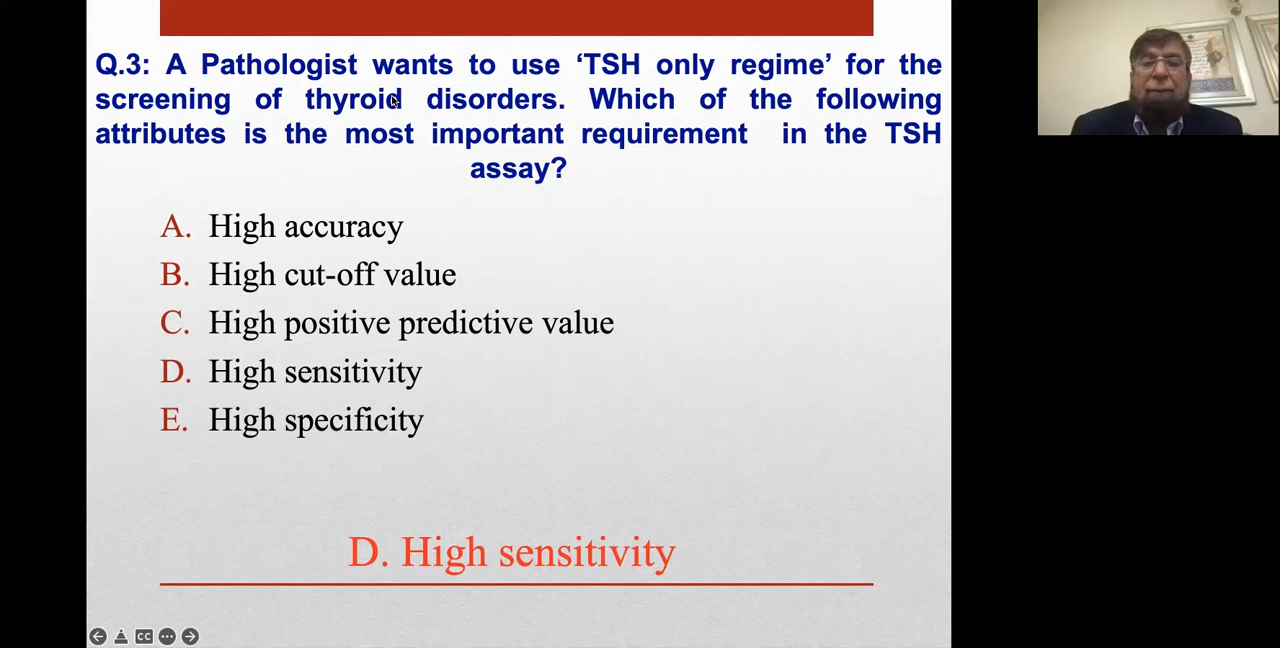 Q.3: A Pathologist wants to use ‘TSH only regime’ for the
screening of thyroid disorders. Which of the following
attributes is the most important requirement in the TSH
assay?
A. High accuracy
B. High cut-off value
C. High positive predictive value
D. High sensitivity
E. High specificity
D. High sensitivity
CC